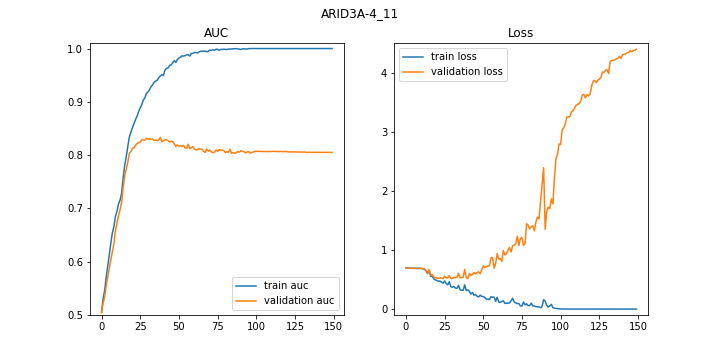 ARID3A-4_11
AUC
1.0
0.9
0.8
0.7
0.6
0.5
0 25 50 75 100 125 150
train auc
validation auc
Loss
4
3
2
1
0
0 25 50 75 100 125 150
train loss
validation loss